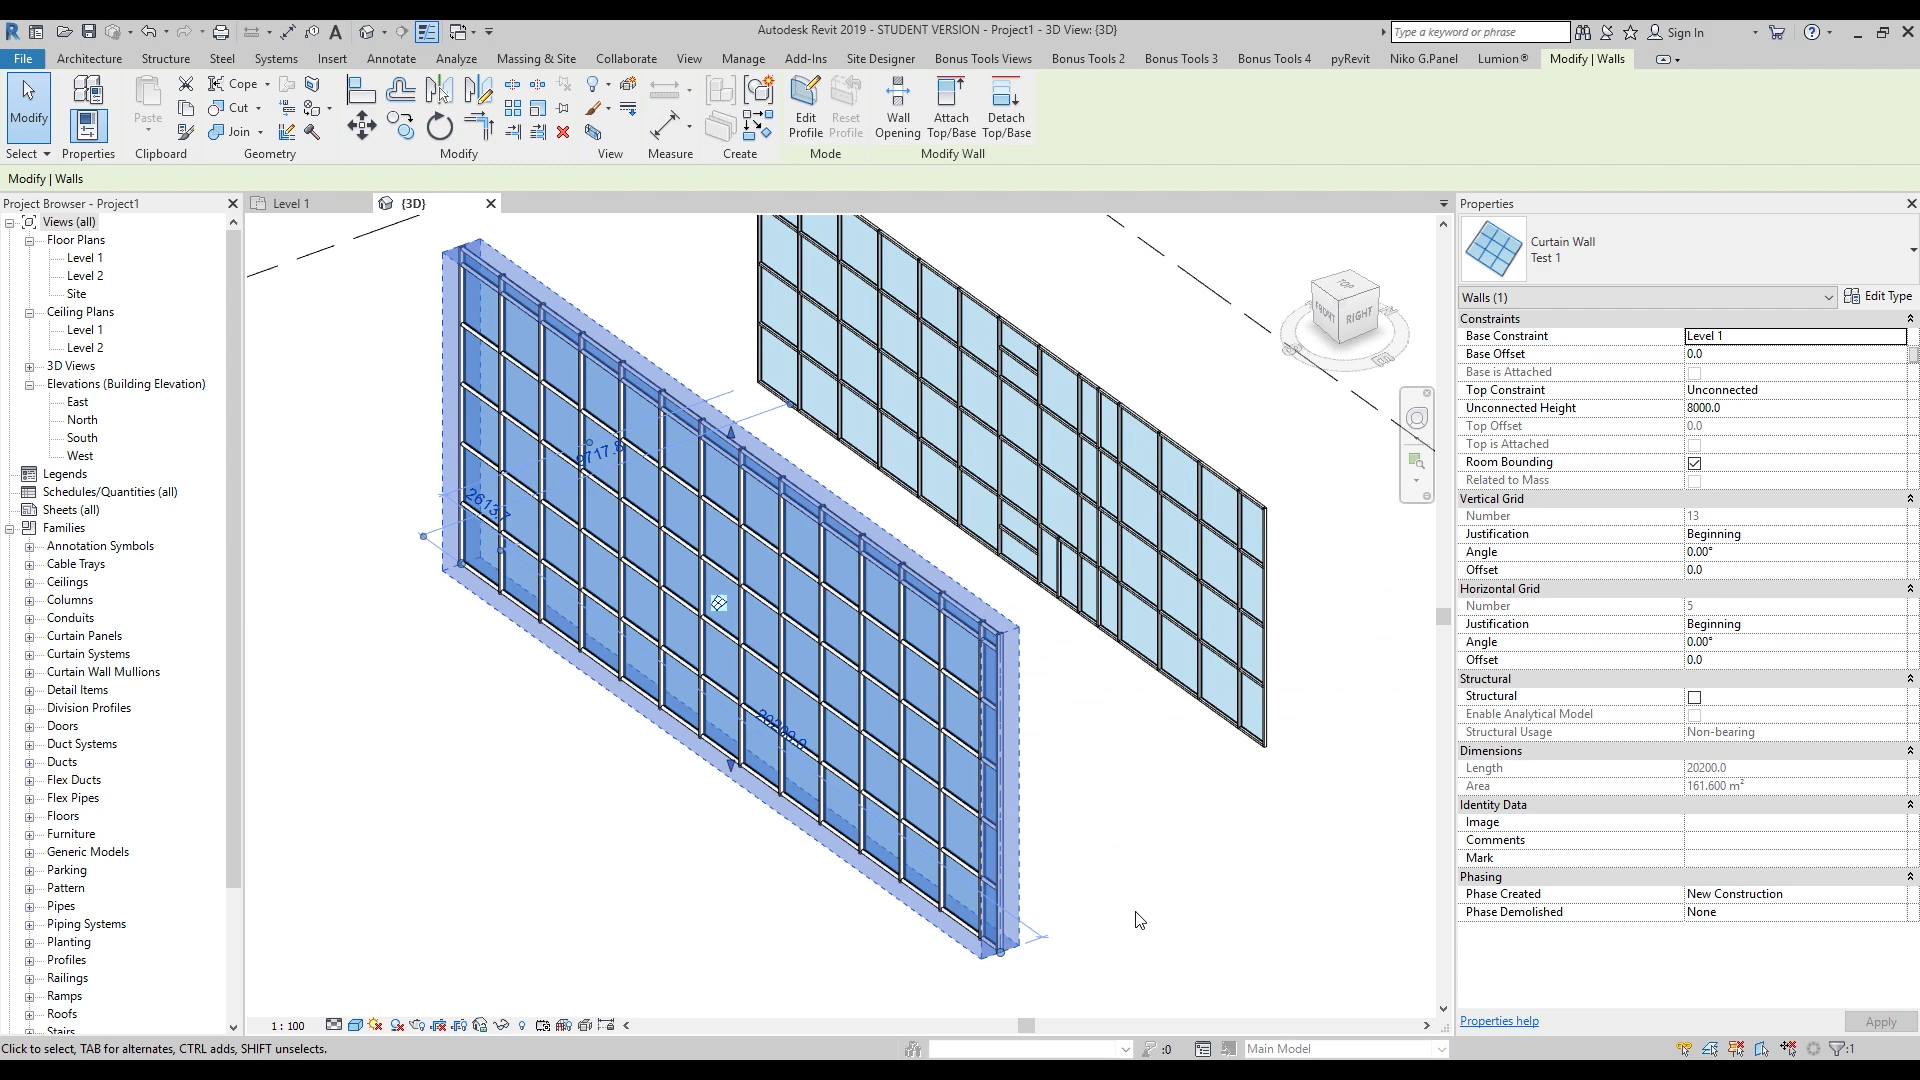 Autodesk Revit 2019 - STUDENT VERSION - Project1 - 3D View: {3D}
Type a keyword or phrase
Sign In
File Architecture Structure Steel Systems Insert Annotate Analyze Massing & Site Collaborate View Manage Add-Ins Site Designer Bonus Tools Views Bonus Tools 2 Bonus Tools 3 Bonus Tools 4 pyRevit Niko G.Panel Lumion® Modify | Walls
Modify
Paste
Cope
Cut
Join
Edit Profile
Reset Profile
Wall Opening
Attach Top/Base
Detach Top/Base
Select Properties Clipboard Geometry Modify View Measure Create Mode Modify Wall
Modify | Walls
Project Browser - Project1
Views (all)
Floor Plans
Level 1
Level 2
Site
Ceiling Plans
Level 1
Level 2
3D Views
Elevations (Building Elevation)
East
North
South
West
Legends
Schedules/Quantities (all)
Sheets (all)
Families
Annotation Symbols
Cable Trays
Ceilings
Columns
Conduits
Curtain Panels
Curtain Systems
Curtain Wall Mullions
Detail Items
Division Profiles
Doors
Duct Systems
Ducts
Flex Ducts
Flex Pipes
Floors
Furniture
Generic Models
Parking
Pattern
Pipes
Piping Systems
Planting
Profiles
Railings
Ramps
Roofs
Stairs
Level 1
{3D}
9717.8
2613.7
20200.0
TOP
FRONT
RIGHT
1 : 100
Properties
Curtain Wall
Test 1
Walls (1)
Edit Type
Constraints
Base Constraint Level 1
Base Offset 0.0
Base is Attached
Top Constraint Unconnected
Unconnected Height 8000.0
Top Offset 0.0
Top is Attached
Room Bounding
Related to Mass
Vertical Grid
Number 13
Justification Beginning
Angle 0.00°
Offset 0.0
Horizontal Grid
Number 5
Justification Beginning
Angle 0.00°
Offset 0.0
Structural
Structural
Enable Analytical Model
Structural Usage Non-bearing
Dimensions
Length 20200.0
Area 161.600 m²
Identity Data
Image
Comments
Mark
Phasing
Phase Created New Construction
Phase Demolished None
Properties help
Apply
Click to select, TAB for alternates, CTRL adds, SHIFT unselects.
:0
Main Model
:1